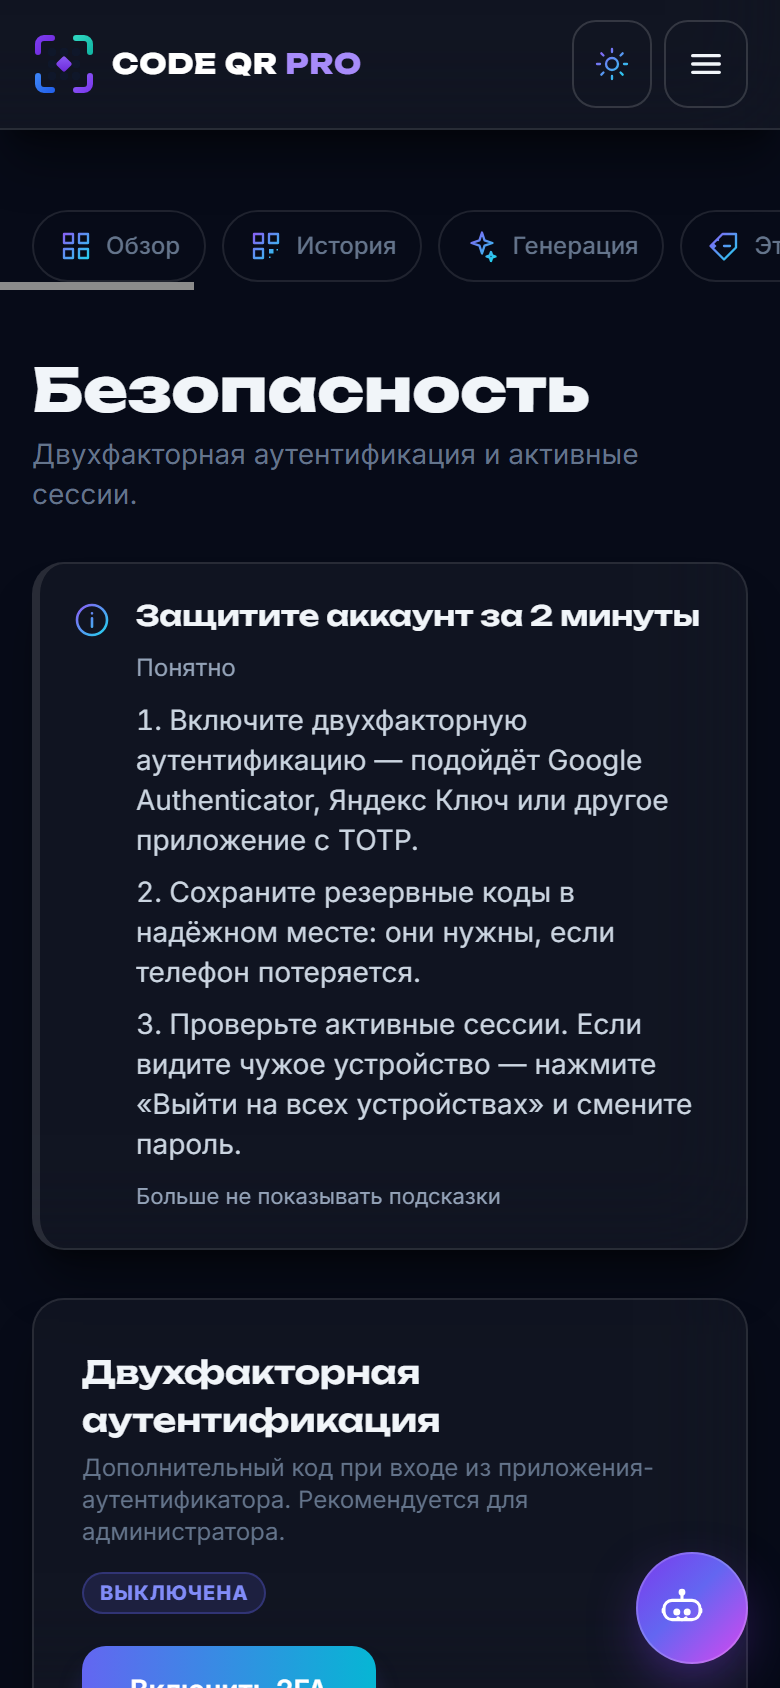 CODE QR PRO
Обзор
История
Генерация
Эт
Безопасность
Двухфакторная аутентификация и активные
сессии.
Защитите аккаунт за 2 минуты
Понятно
1. Включите двухфакторную
аутентификацию — подойдёт Google
Authenticator, Яндекс Ключ или другое
приложение с TOTP.
2. Сохраните резервные коды в
надёжном месте: они нужны, если
телефон потеряется.
3. Проверьте активные сессии. Если
видите чужое устройство — нажмите
«Выйти на всех устройствах» и смените
пароль.
Больше не показывать подсказки
Двухфакторная
аутентификация
Дополнительный код при входе из приложения-
аутентификатора. Рекомендуется для
администратора.
ВЫКЛЮЧЕНА
Включить 2FA